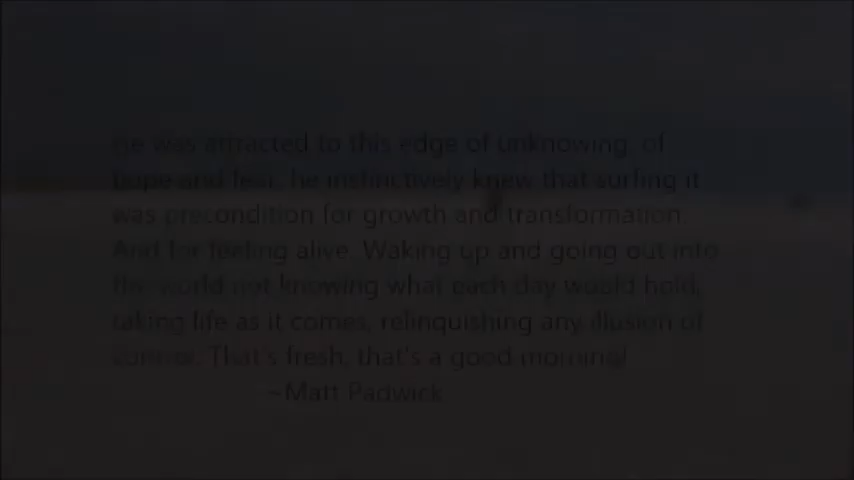 He was attracted to this edge of unknowing, of
hope and fear, he instinctively knew that surfing it
was precondition for growth and transformation.
And for feeling alive. Waking up and going out into
the world not knowing what each day would hold,
taking life as it comes, relinquishing any illusion of
control. That's fresh, that's a good morning!
~Matt Padwick